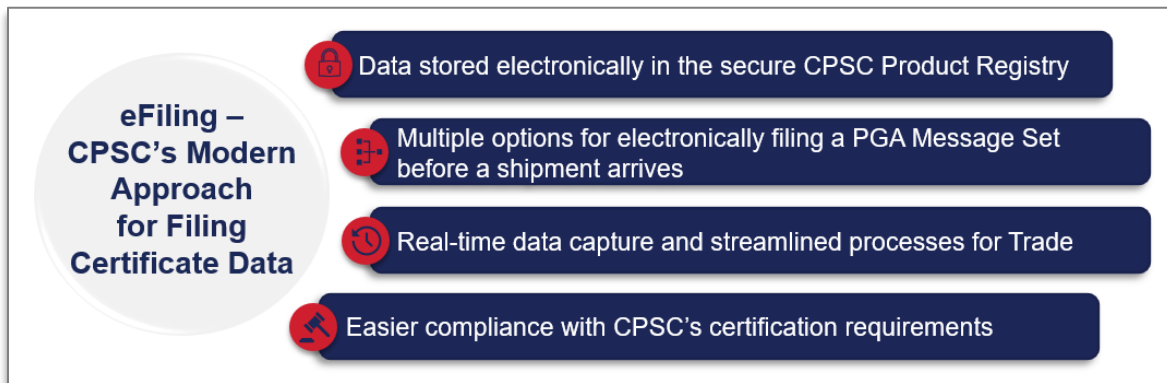 eFiling –
CPSC’s Modern
Approach
for Filing
Certificate Data
Data stored electronically in the secure CPSC Product Registry
Multiple options for electronically filing a PGA Message Set
before a shipment arrives
Real-time data capture and streamlined processes for Trade
Easier compliance with CPSC’s certification requirements